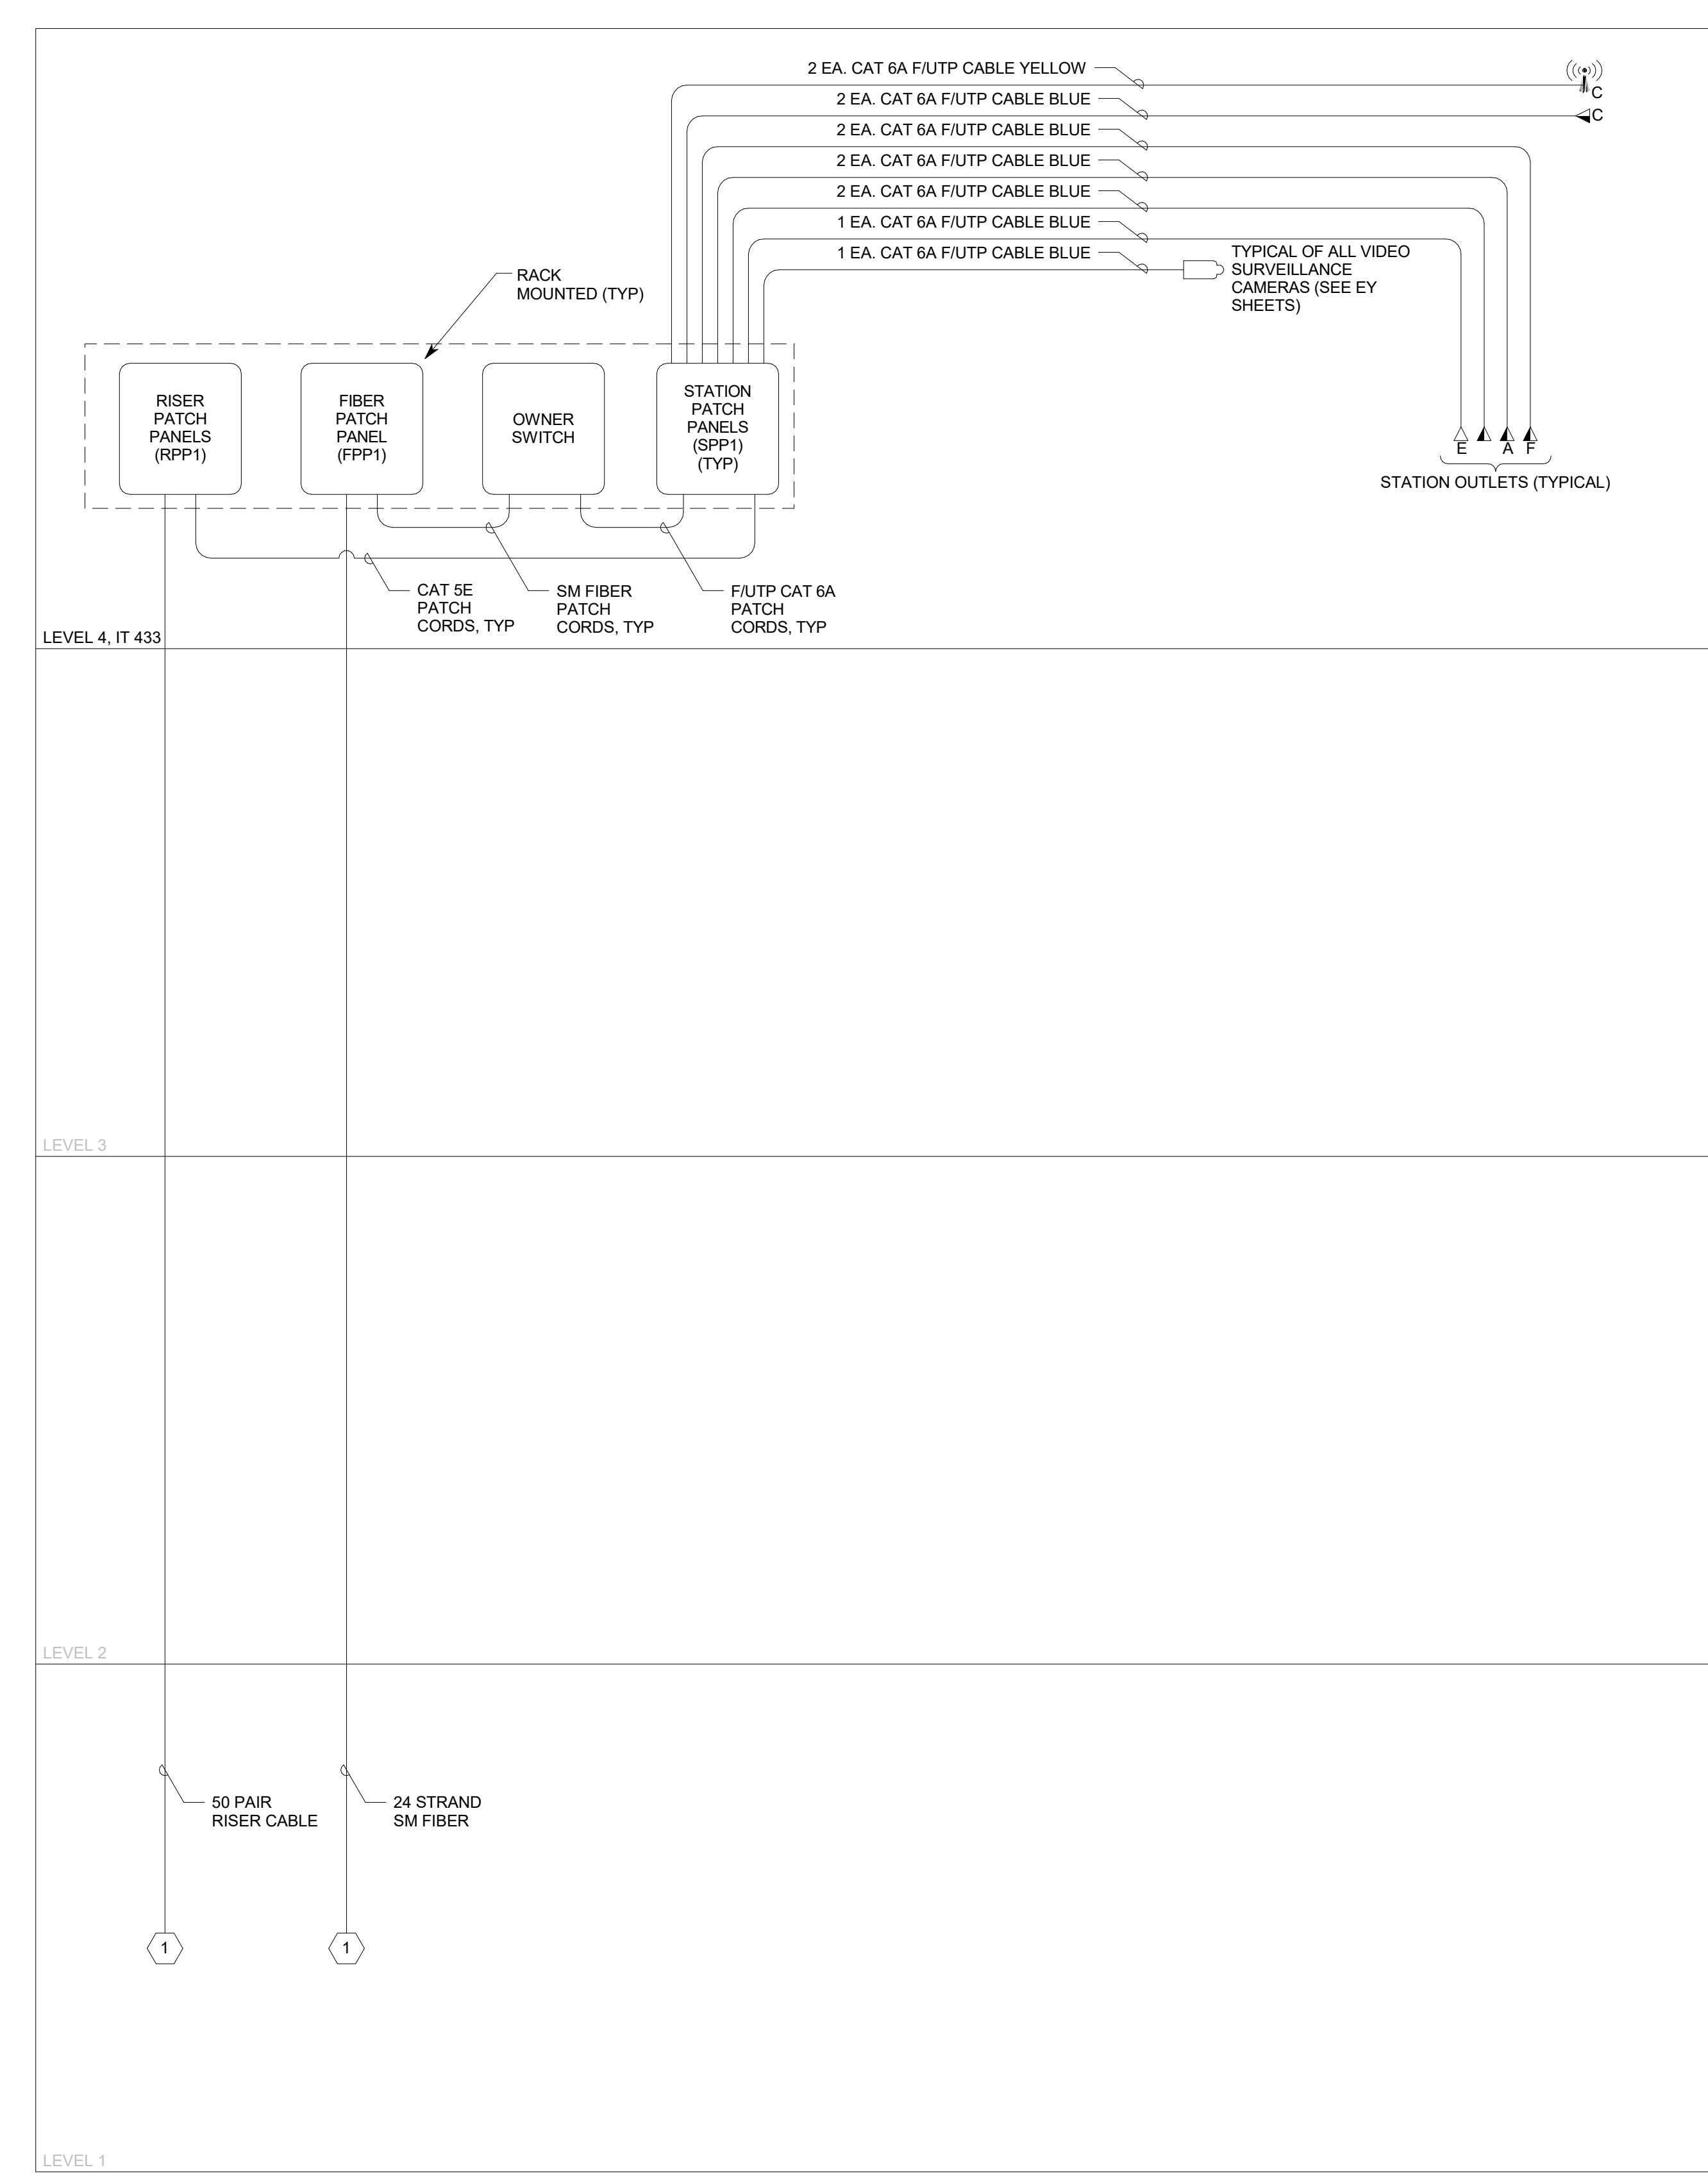 2 EA. CAT 6A F/UTP CABLE YELLOW
C
2 EA. CAT 6A F/UTP CABLE BLUE
C
2 EA. CAT 6A F/UTP CABLE BLUE
2 EA. CAT 6A F/UTP CABLE BLUE
2 EA. CAT 6A F/UTP CABLE BLUE
1 EA. CAT 6A F/UTP CABLE BLUE
1 EA. CAT 6A F/UTP CABLE BLUE
TYPICAL OF ALL VIDEO
SURVEILLANCE
CAMERAS (SEE EY
SHEETS)
RACK
MOUNTED (TYP)
RISER
PATCH
PANELS
(RPP1)
FIBER
PATCH
PANEL
(FPP1)
OWNER
SWITCH
STATION
PATCH
PANELS
(SPP1)
(TYP)
E A F
STATION OUTLETS (TYPICAL)
CAT 5E
PATCH
CORDS, TYP
SM FIBER
PATCH
CORDS, TYP
F/UTP CAT 6A
PATCH
CORDS, TYP
LEVEL 4, IT 433
LEVEL 3
LEVEL 2
50 PAIR
RISER CABLE
24 STRAND
SM FIBER
1
1
LEVEL 1